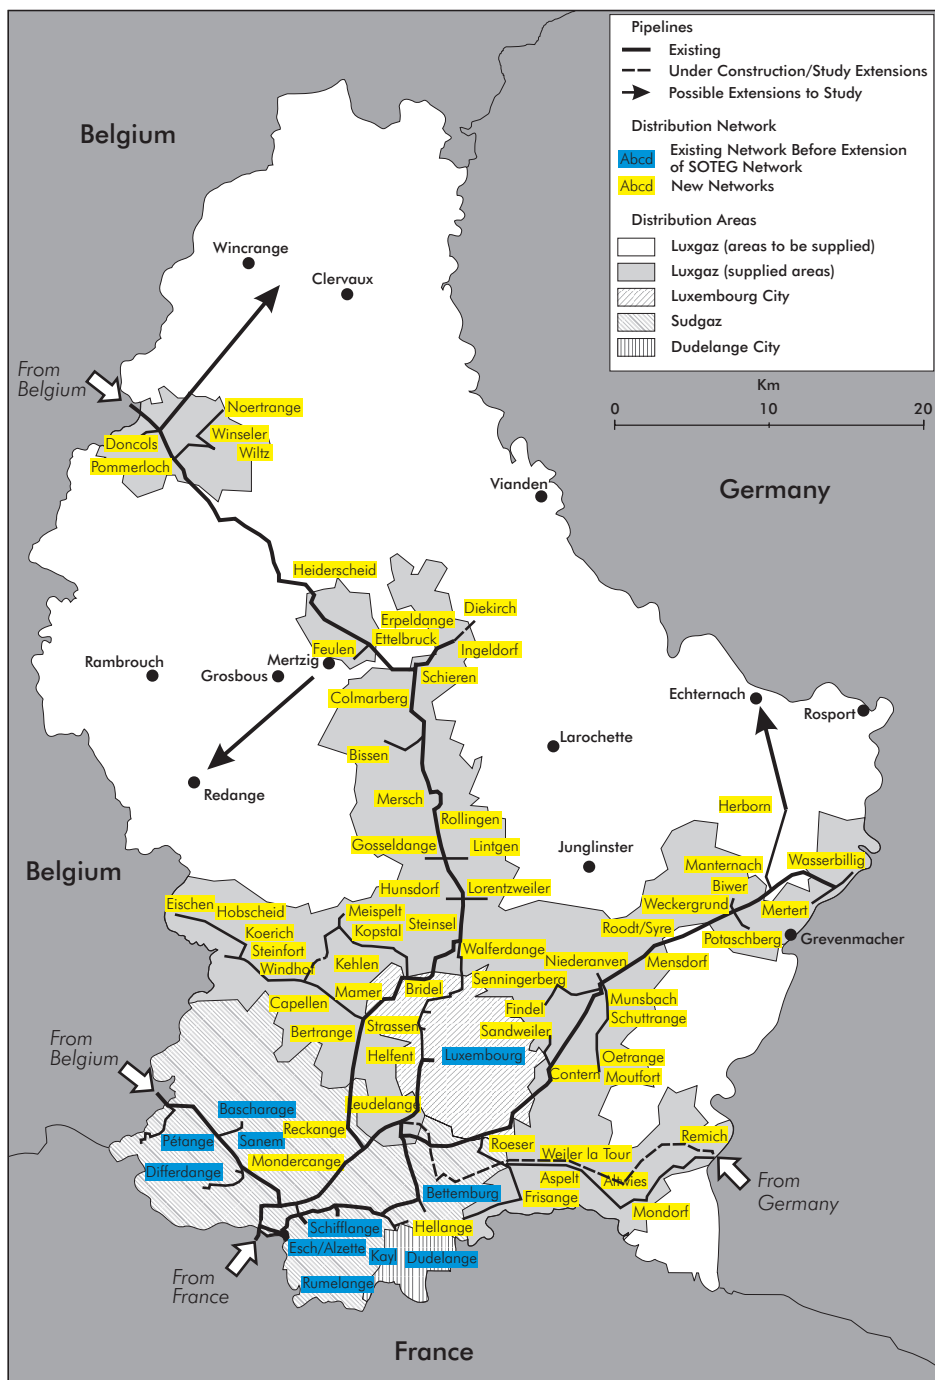 Pipelines
Existing
Under Construction/Study Extensions
Possible Extensions to Study
Distribution Network
Abcd
Existing Network Before Extension
of SOTEG Network
Abcd
New Networks
Distribution Areas
Luxgaz (areas to be supplied)
Luxgaz (supplied areas)
Luxembourg City
Sudgaz
Dudelange City
Km
0
10
20
Belgium
Wincrange
Clervaux
From
Belgium
Noertrange
Doncols
Winseler
Pommerloch
Wiltz
Vianden
Germany
Heiderscheid
Diekirch
Erpeldange
Ettelbruck
Feulen
Ingeldorf
Mertzig
Rambrouch
Grosbous
Schieren
Colmarberg
Echternach
Rosport
Larochette
Bissen
Redange
Mersch
Herborn
Rollingen
Gosseldange
Lintgen
Junglinster
Manternach
Wasserbillig
Belgium
Hunsdorf
Lorentzweiler
Biwer
Weckergrund
Mertert
Eischen
Hobscheid
Meispelt
Koerich
Kopstal
Steinsel
Roodt/Syre
Potaschberg
Grevenmacher
Steinfort
Walferdange
Windhof
Kehlen
Niederanven
Mensdorf
Senningerberg
Capellen
Mamer
Bridel
Findel
Munsbach
Schuttrange
Bertrange
Strassen
Sandweiler
From
Belgium
Helfent
Luxembourg
Oetrange
Contern
Moutfort
Bascharage
Leudelange
Pétange
Sanem
Reckange
Roeser
Remich
Mondercange
Weiler la Tour
Differdange
Aspelt
Altwies
From
Germany
Bettemburg
Frisange
Mondorf
Schifflange
Hellange
Esch/Alzette
Kayl
Dudelange
From
France
Rumelange
France